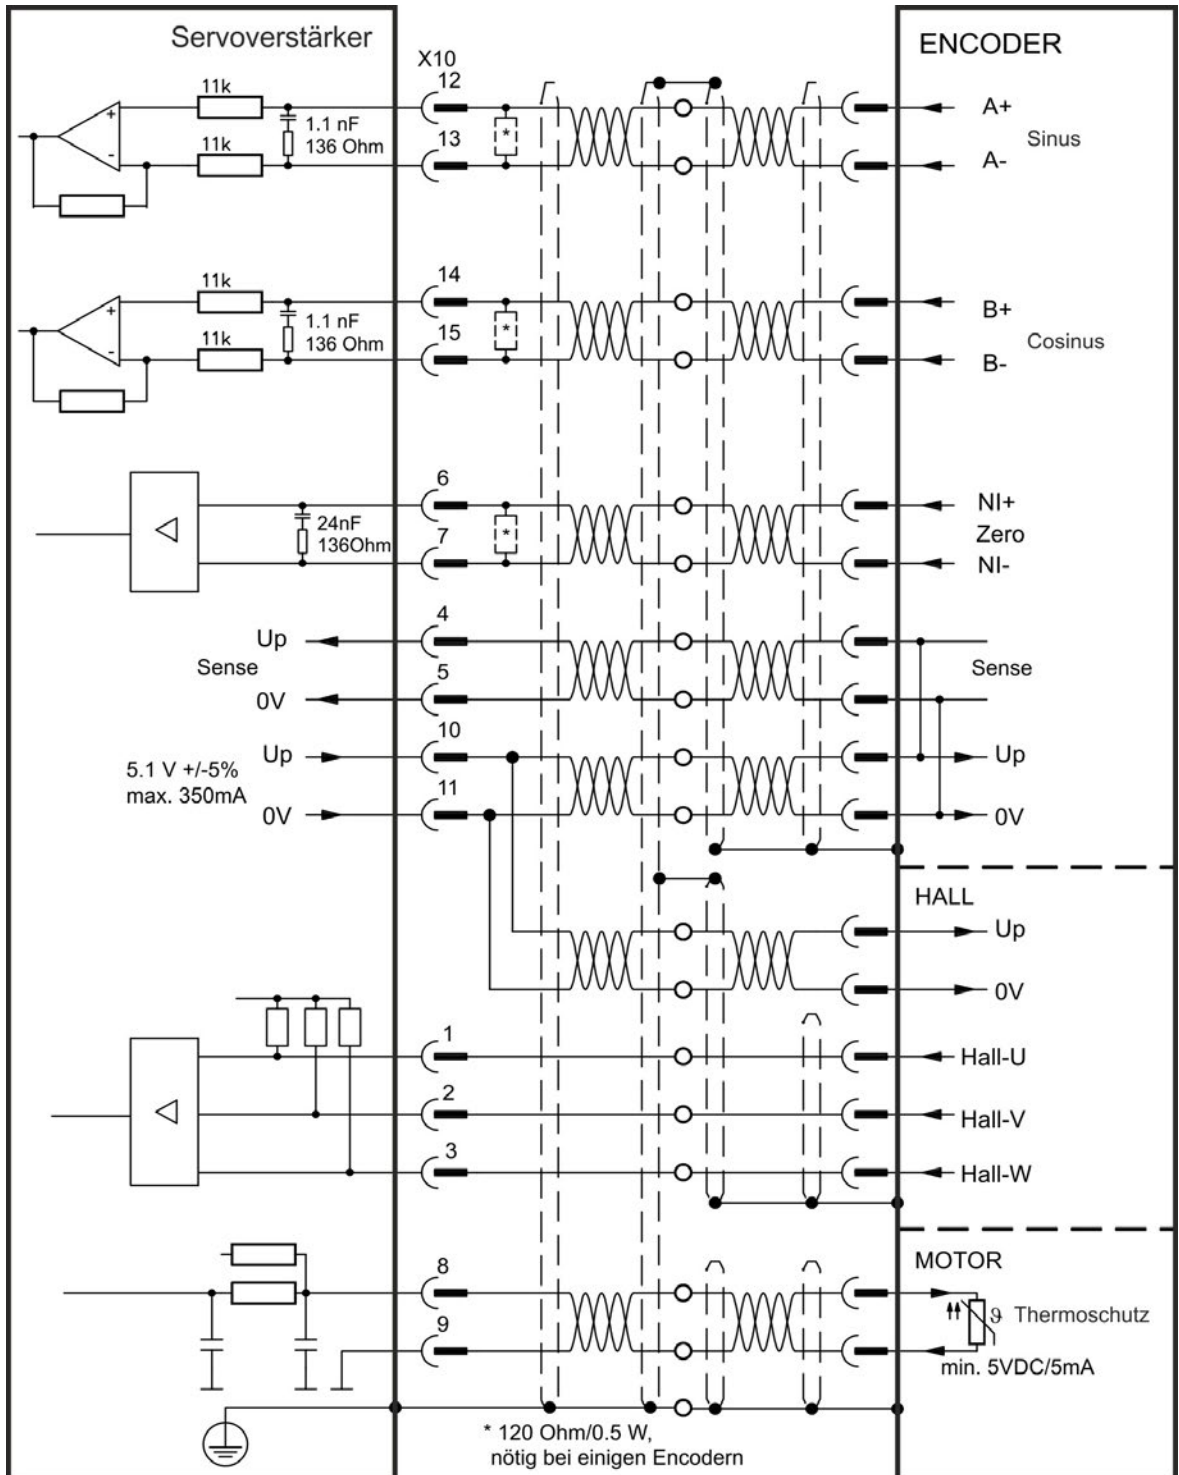 Servoverstärker
ENCODER
X10
12
11k
+
-
1.1 nF
136 Ohm
13
11k
*
A+
Sinus
A-
14
11k
+
-
1.1 nF
136 Ohm
15
11k
*
B+
Cosinus
B-
6
24nF
136Ohm
7
*
NI+
Zero
NI-
4
Up
Sense
5
0V
Sense
10
Up
5.1 V +/-5%
max. 350mA
11
0V
Up
0V
HALL
Up
0V
1
Hall-U
2
Hall-V
3
Hall-W
MOTOR
8
9
ϑ Thermoschutz
min. 5VDC/5mA
* 120 Ohm/0.5 W,
nötig bei einigen Encodern